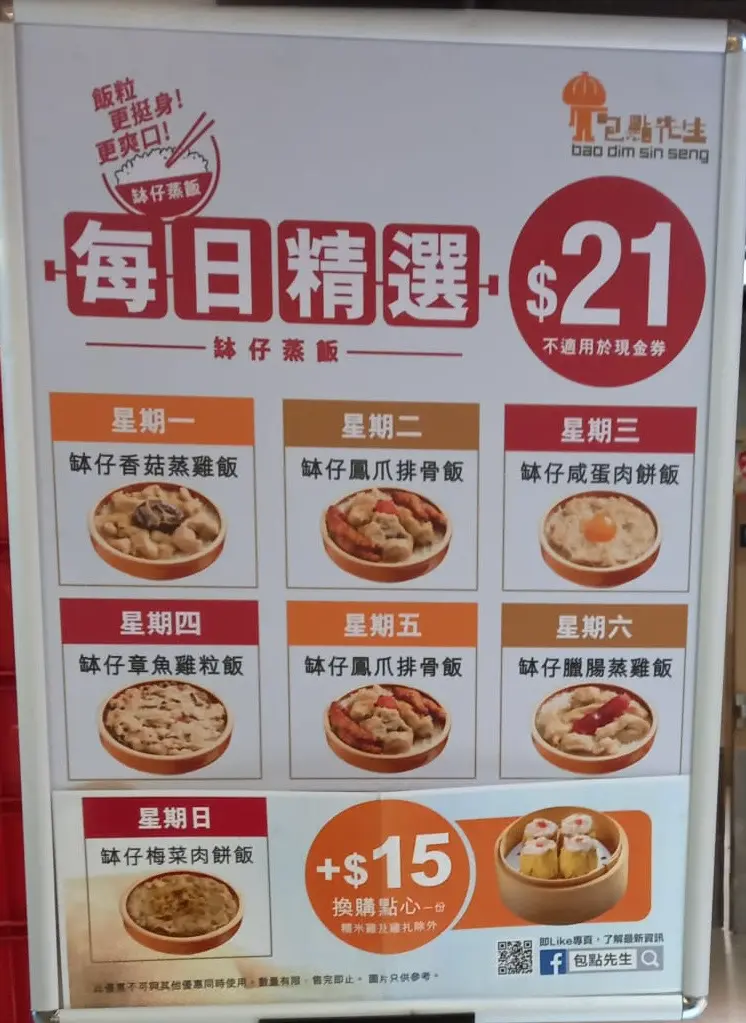 飯粒
更挺身!
更爽口!
缽仔蒸飯
包點先生
bao dim sin seng
每日精選
缽仔蒸飯
$21
不適用於現金券
星期一
缽仔香菇蒸雞飯
星期二
缽仔鳳爪排骨飯
星期三
缽仔咸蛋肉餅飯
星期四
缽仔章魚雞粒飯
星期五
缽仔鳳爪排骨飯
星期六
缽仔臘腸蒸雞飯
星期日
缽仔梅菜肉餅飯
+$15
換購點心一份
糯米雞及雞扎除外
即Like專頁，了解最新資訊
f 包點先生
此優惠不可與其他優惠同時使用。數量有限，售完即止。圖片只供參考。